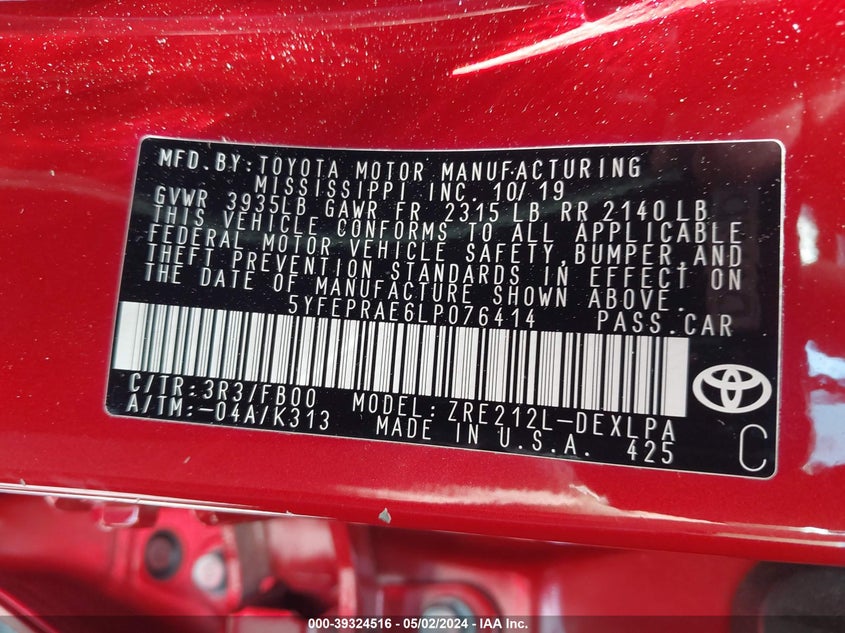 MFD.BY:TOYOTA MOTOR MANUFACTURING
MISSISSIPPI INC. 10/19
GVWR 3935LB GAWR FR 2315LB RR 2140LB
THIS VEHICLE CONFORMS TO ALL APPLICABLE
FEDERAL MOTOR VEHICLE SAFETY, BUMPER, AND
THEFT PREVENTION STANDARDS IN EFFECT ON
THE DATE OF MANUFACTURE SHOWN ABOVE.
5YFEPRAE6LP076414 PASS.CAR
C/TR:3R3/FB00 MODEL: ZRE212L-DEXLPA
A/TM:-04A/K313 MADE IN U.S.A. 425
C
000-39324516 - 05/02/2024 - IAA Inc.